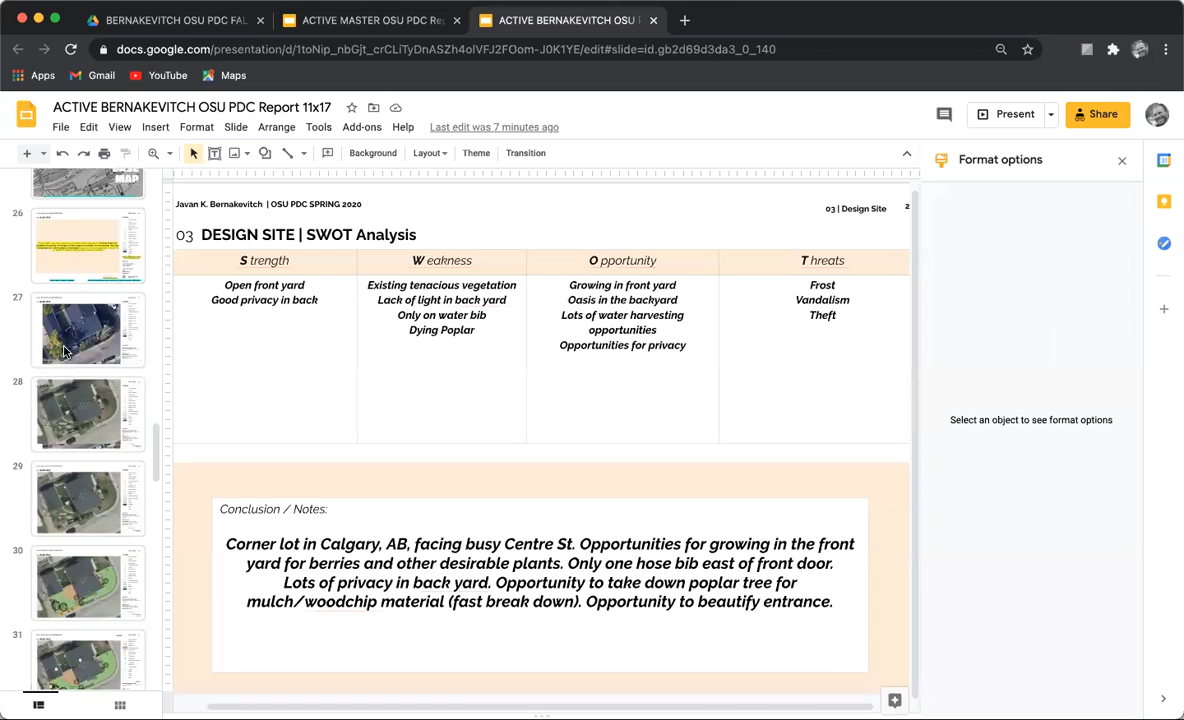 BERNAKEVITCH OSU PDC FAL
ACTIVE MASTER OSU PDC Re
ACTIVE BERNAKEVITCH OSU
docs.google.com/presentation/d/1toNip_nbGjt_crCLiTyDnASZh4olVFJ2FOom-J0K1YE/edit#slide=id.gb2d69d3da3_0_140
Apps Gmail YouTube Maps
ACTIVE BERNAKEVITCH OSU PDC Report 11x17
File Edit View Insert Format Slide Arrange Tools Add-ons Help Last edit was 7 minutes ago
Present Share
Background Layout Theme Transition
Format options
Select an object to see format options
BASE
MAP
26
27
28
29
30
31
Javan K. Bernakevitch | OSU PDC SPRING 2020
03 | Design Site 2
03 DESIGN SITE | SWOT Analysis
S trength W eakness O pportunity T hreats
Open front yard Existing tenacious vegetation Growing in front yard Frost
Good privacy in back Lack of light in back yard Oasis in the backyard Vandalism
Only on water bib Lots of water harvesting Theft
Dying Poplar opportunities
Opportunities for privacy
Conclusion / Notes:
Corner lot in Calgary, AB, facing busy Centre St. Opportunities for growing in the front
yard for berries and other desireble plants. Only one hose bib east of front door.
Lots of privacy in back yard. Opportunity to take down poplar tree for
mulch/woodchip material (fast break down). Opportunity to beautify entrance.